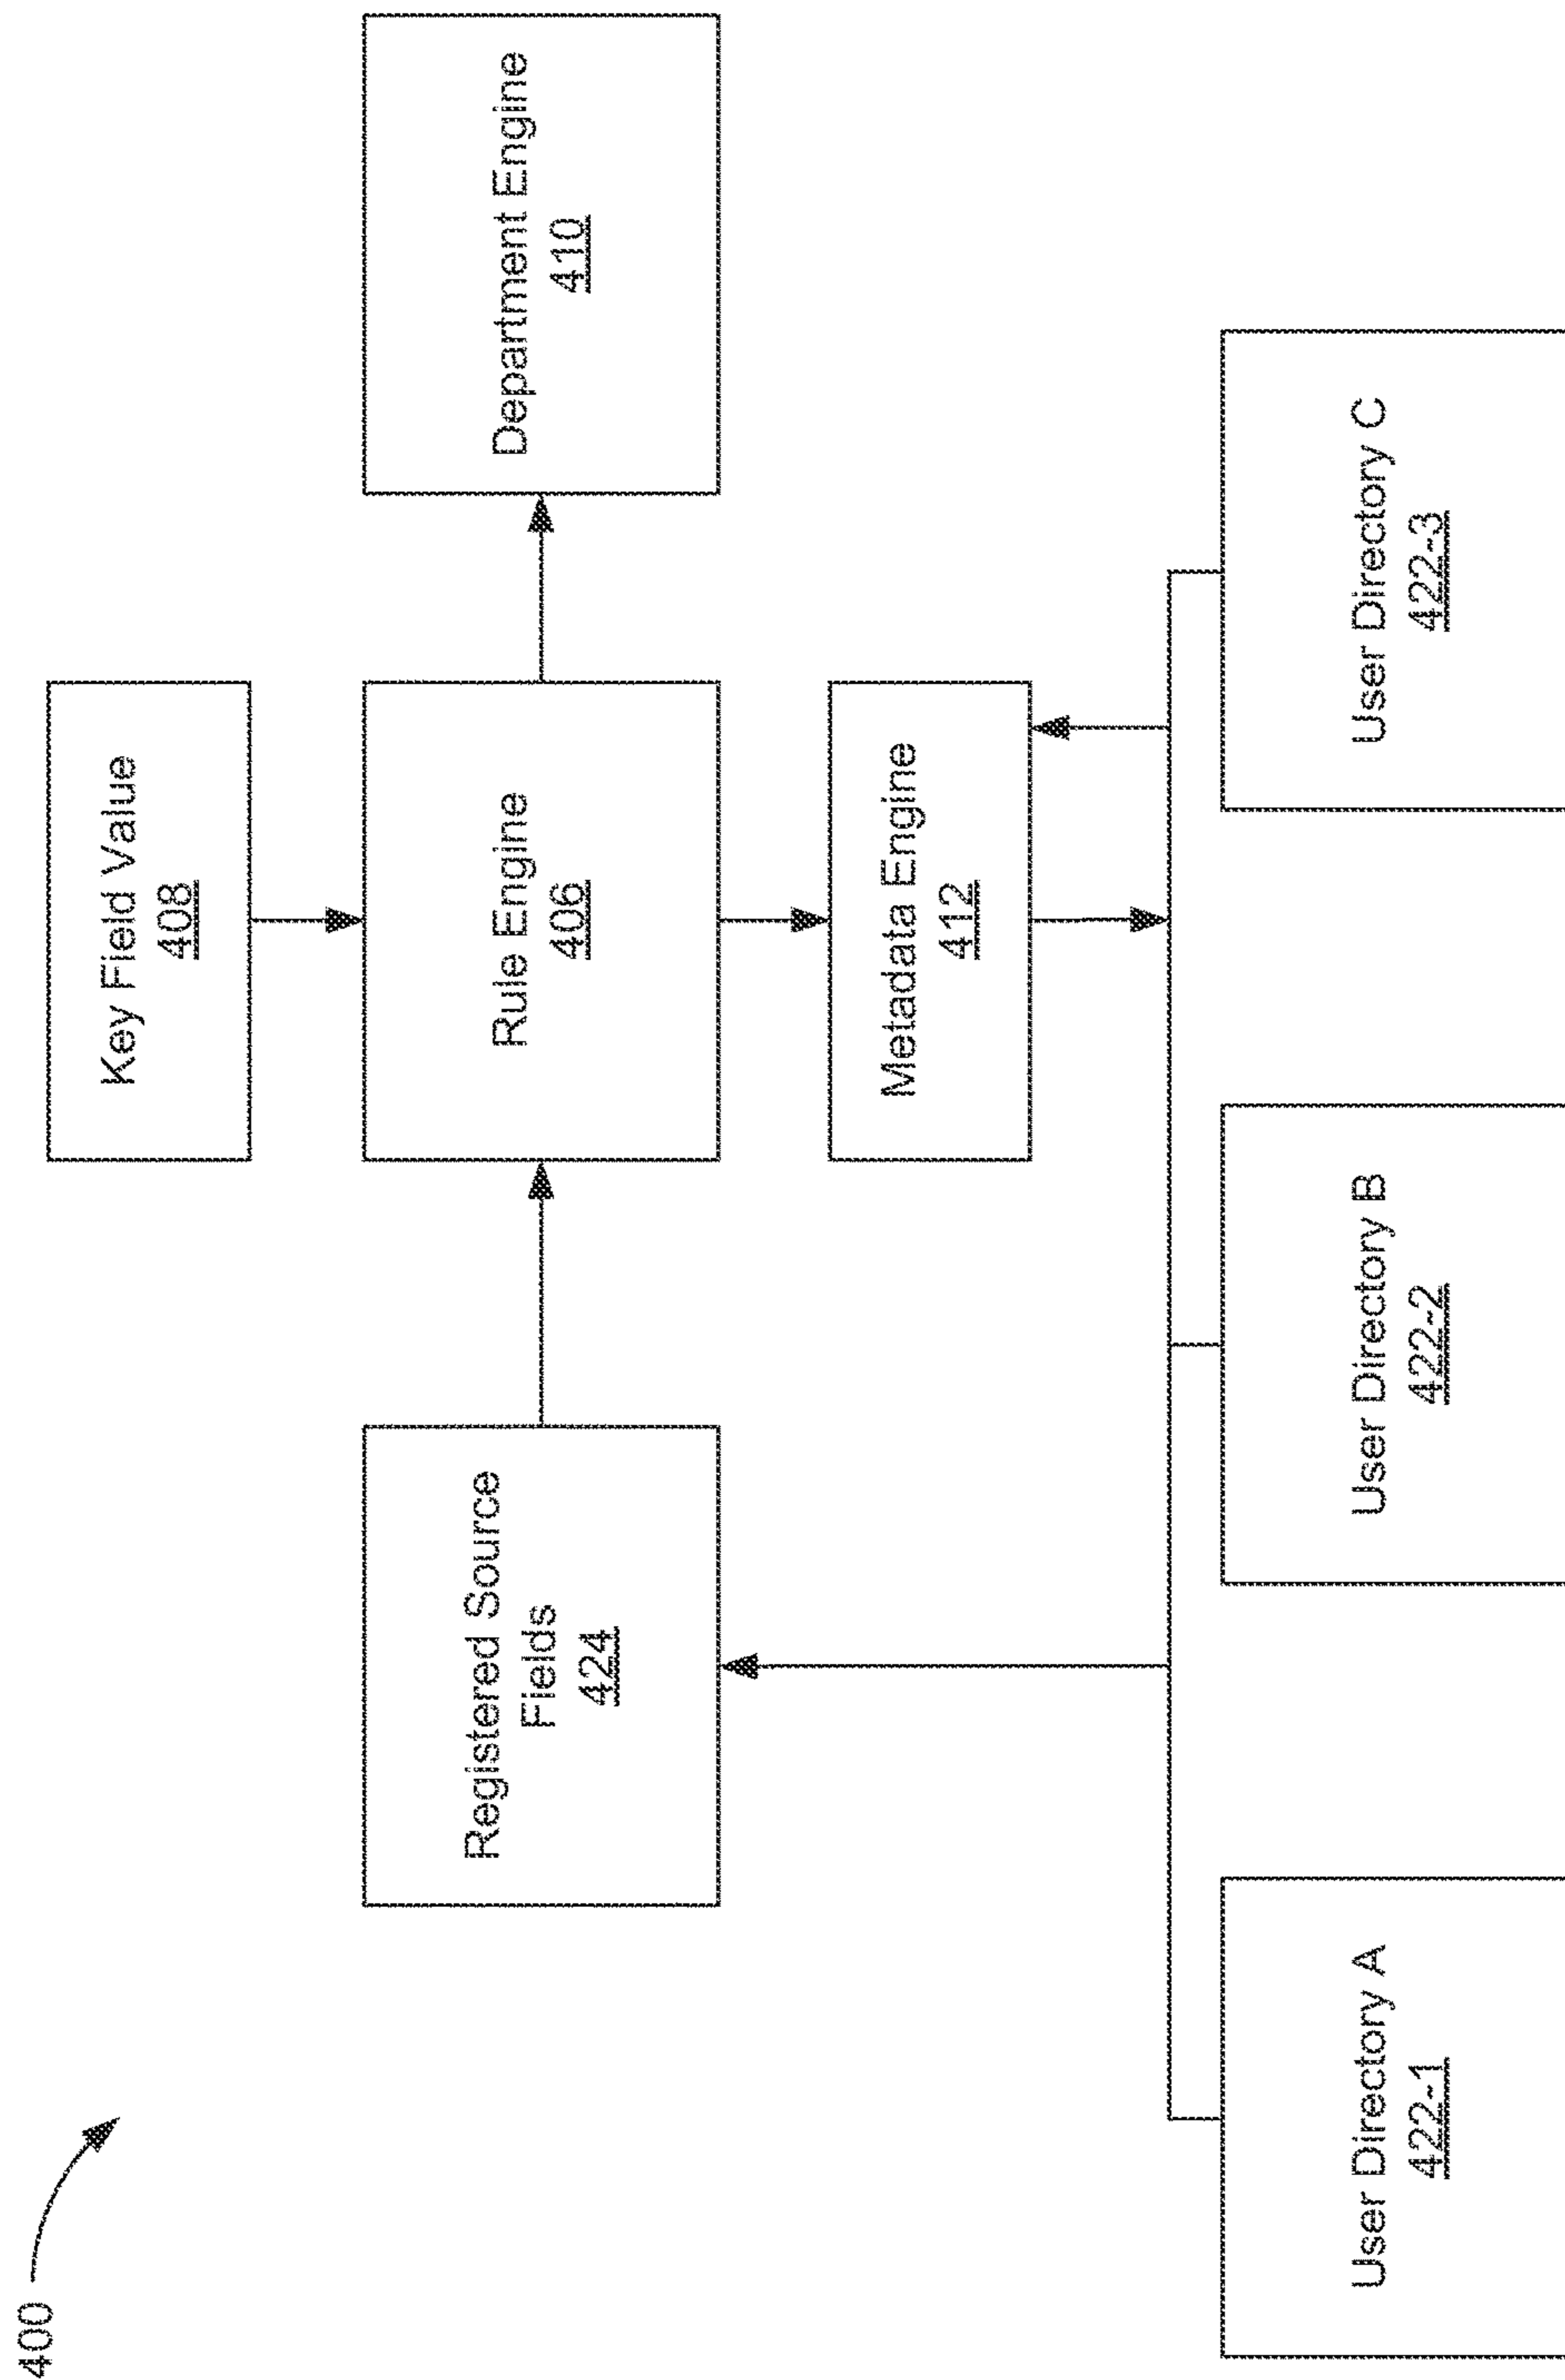 400
Key Field Value
408
Registered Source
Fields
424
Rule Engine
406
Department Engine
410
Metadata Engine
412
User Directory A
422-1
User Directory B
422-2
User Directory C
422-3